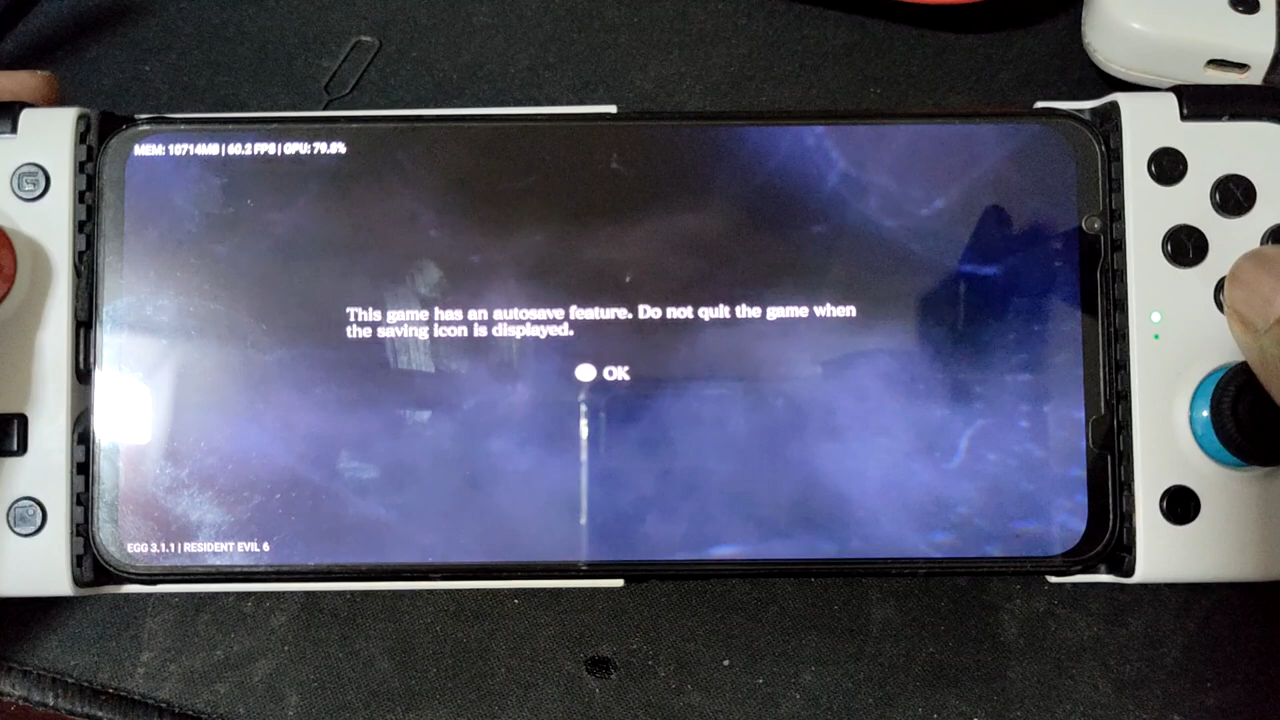 MEM: 10714MB | 60.2 FPS | GPU: 79.8%
This game has an autosave feature. Do not quit the game when
the saving icon is displayed.
OK
EGG 3.1.1 | RESIDENT EVIL 6
X
Y